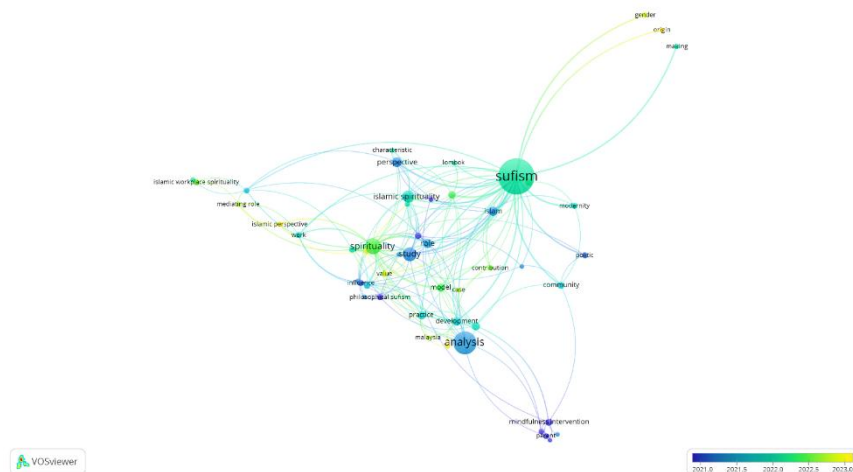 gender
origin
making
characteristic
perspective
lombok
sufism
islamic workplace spirituality
islamic spirituality
mediating role
islam
modernity
islamic perspective
work
spirituality
role
study
politic
value
contribution
influence
model
case
community
philosophical sufism
practice
development
malaysia
analysis
mindfulness intervention
parent
VOSviewer
2021.0 2021.5 2022.0 2022.5 2023.0